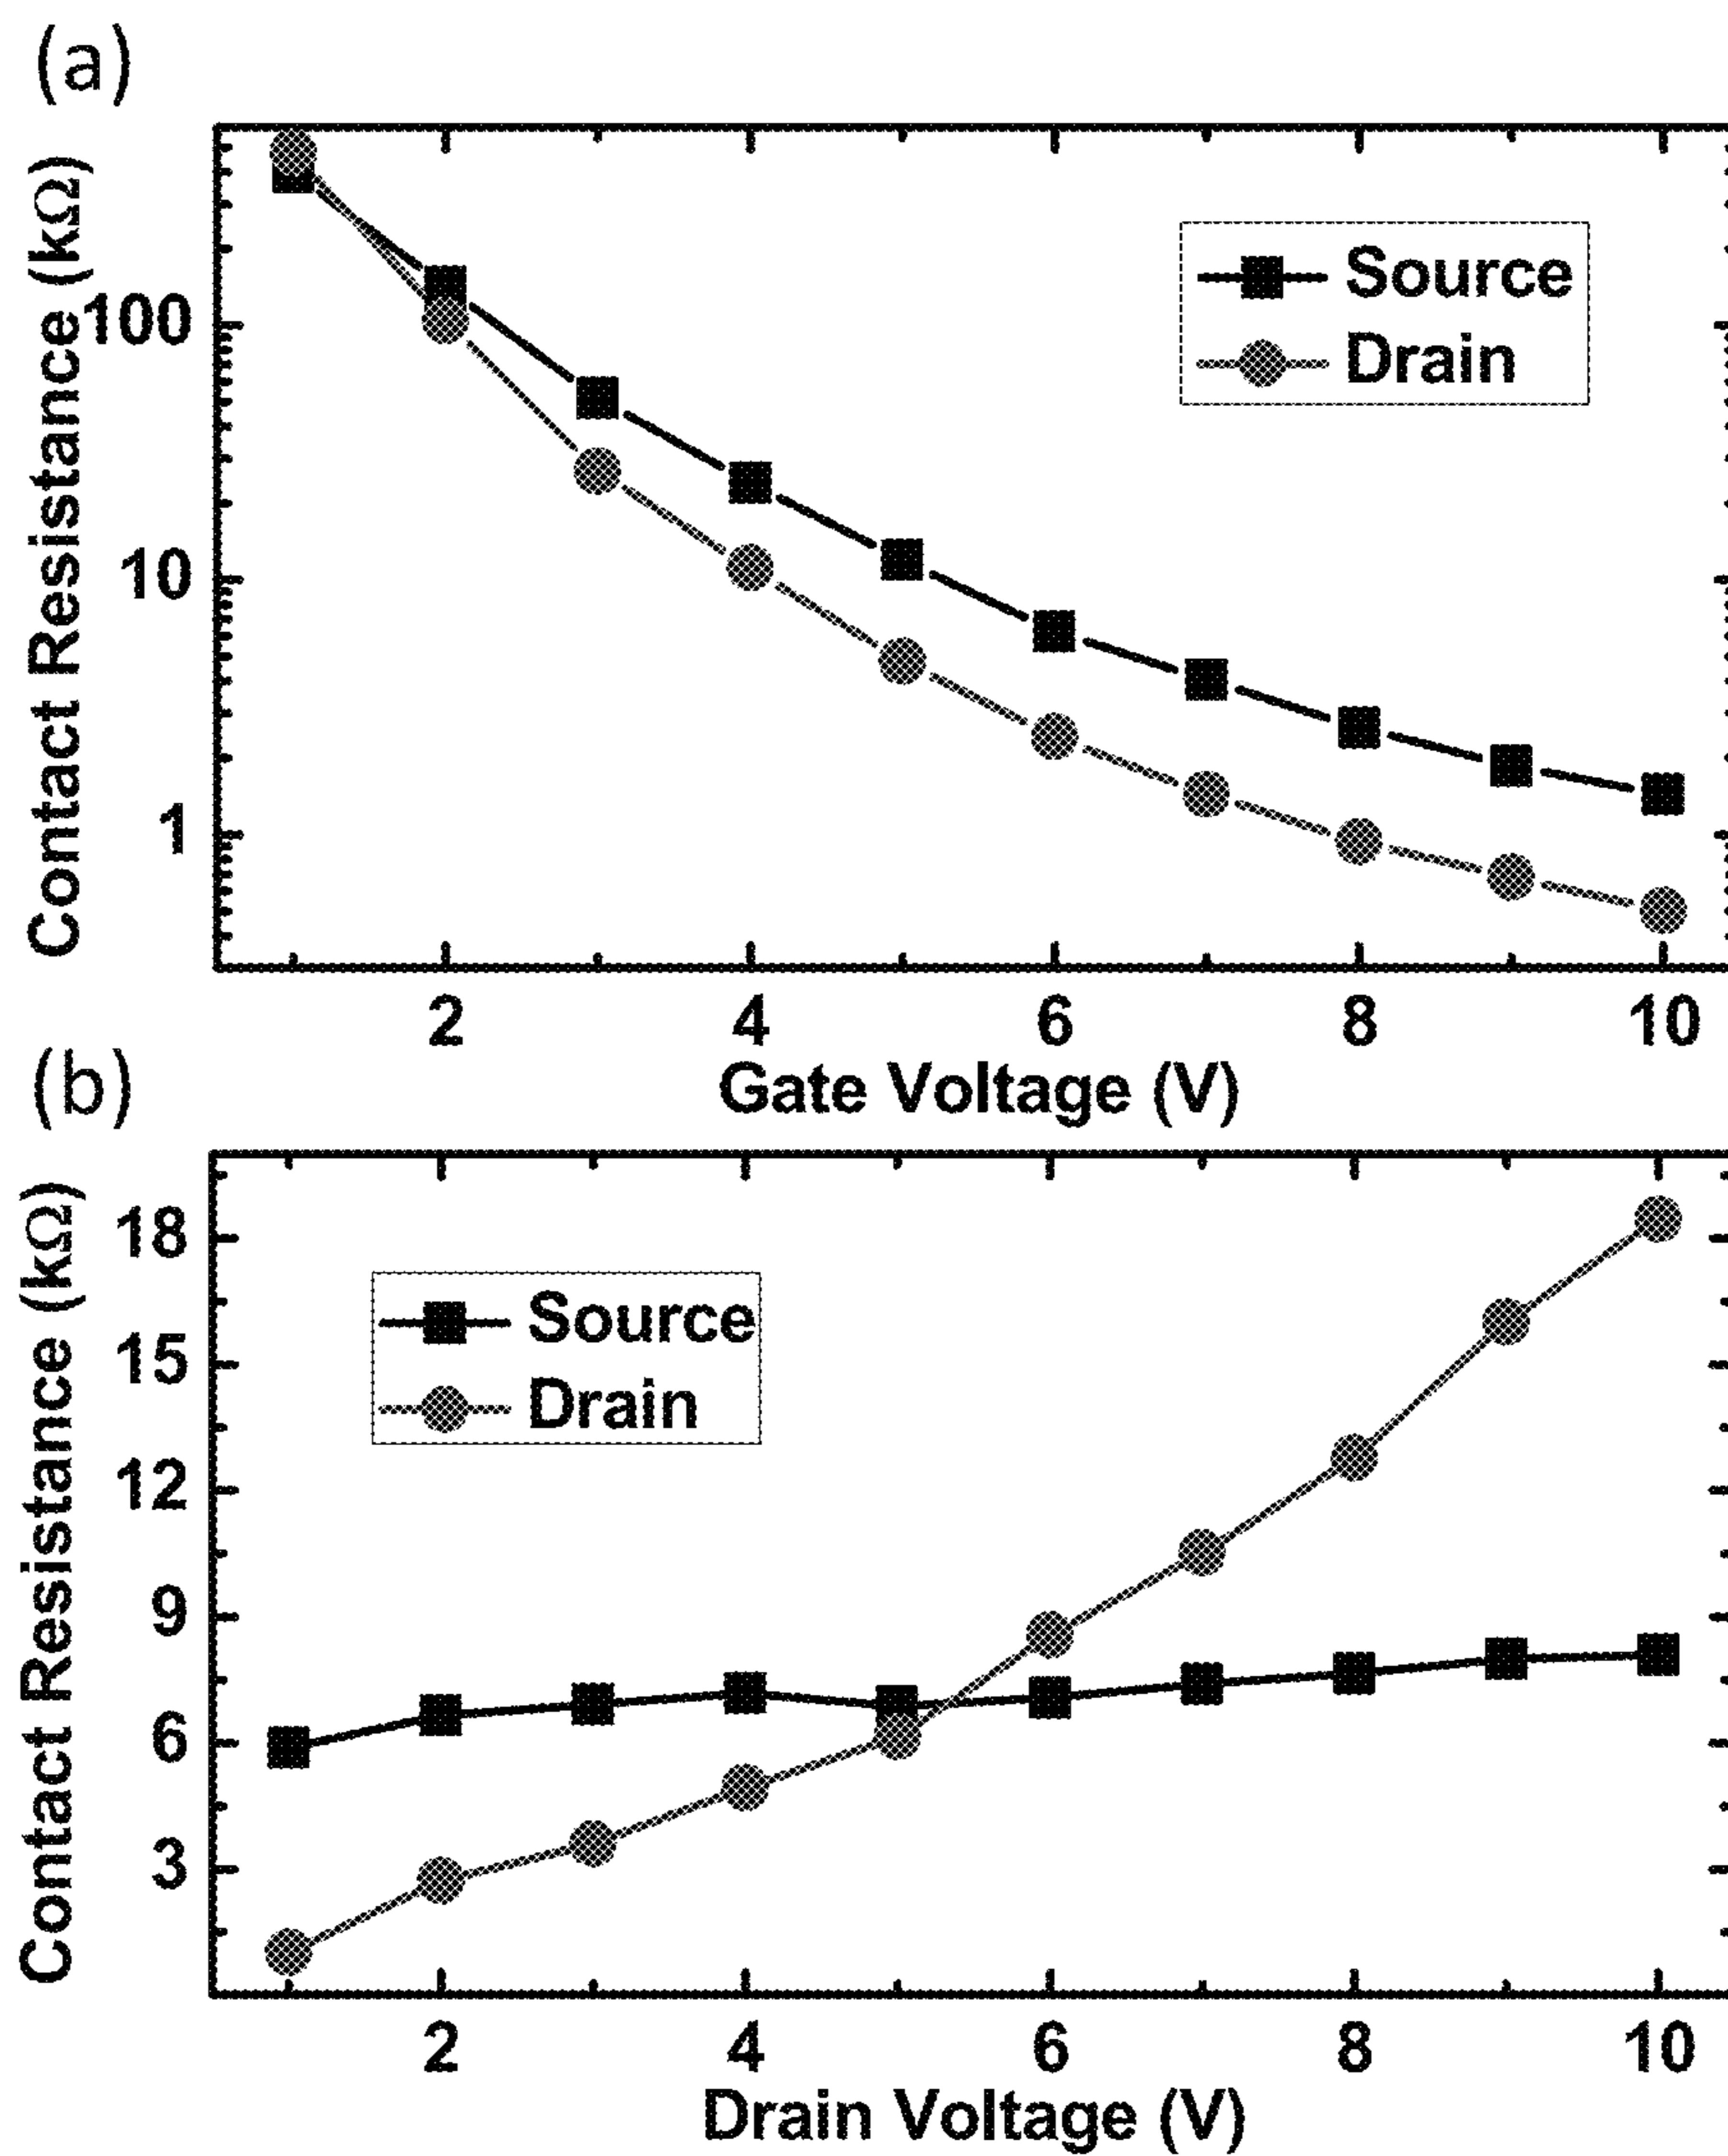 (a)
Contact Resistance (kΩ)
100
10
1
Source
Drain
2 4 6 8 10
Gate Voltage (V)
(b)
Contact Resistance (kΩ)
18
15
12
9
6
3
Source
Drain
2 4 6 8 10
Drain Voltage (V)